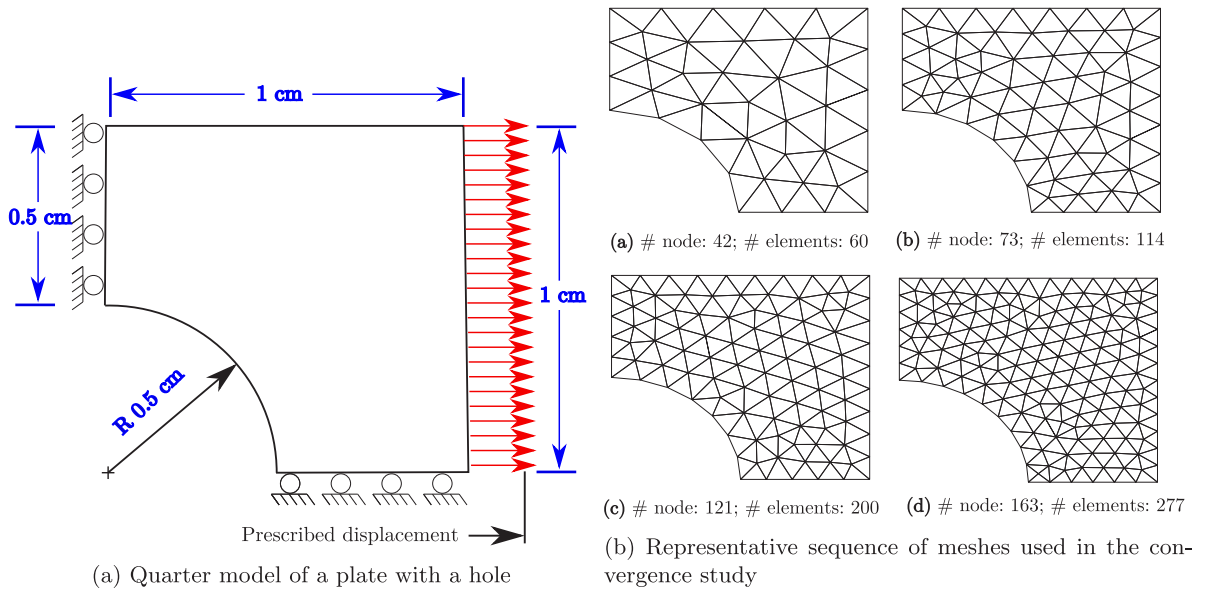 1 cm
0.5 cm
1 cm
R 0.5 cm
Prescribed displacement
(a) Quarter model of a plate with a hole
(a) # node: 42; # elements: 60
(b) # node: 73; # elements: 114
(c) # node: 121; # elements: 200
(d) # node: 163; # elements: 277
(b) Representative sequence of meshes used in the con-
vergence study